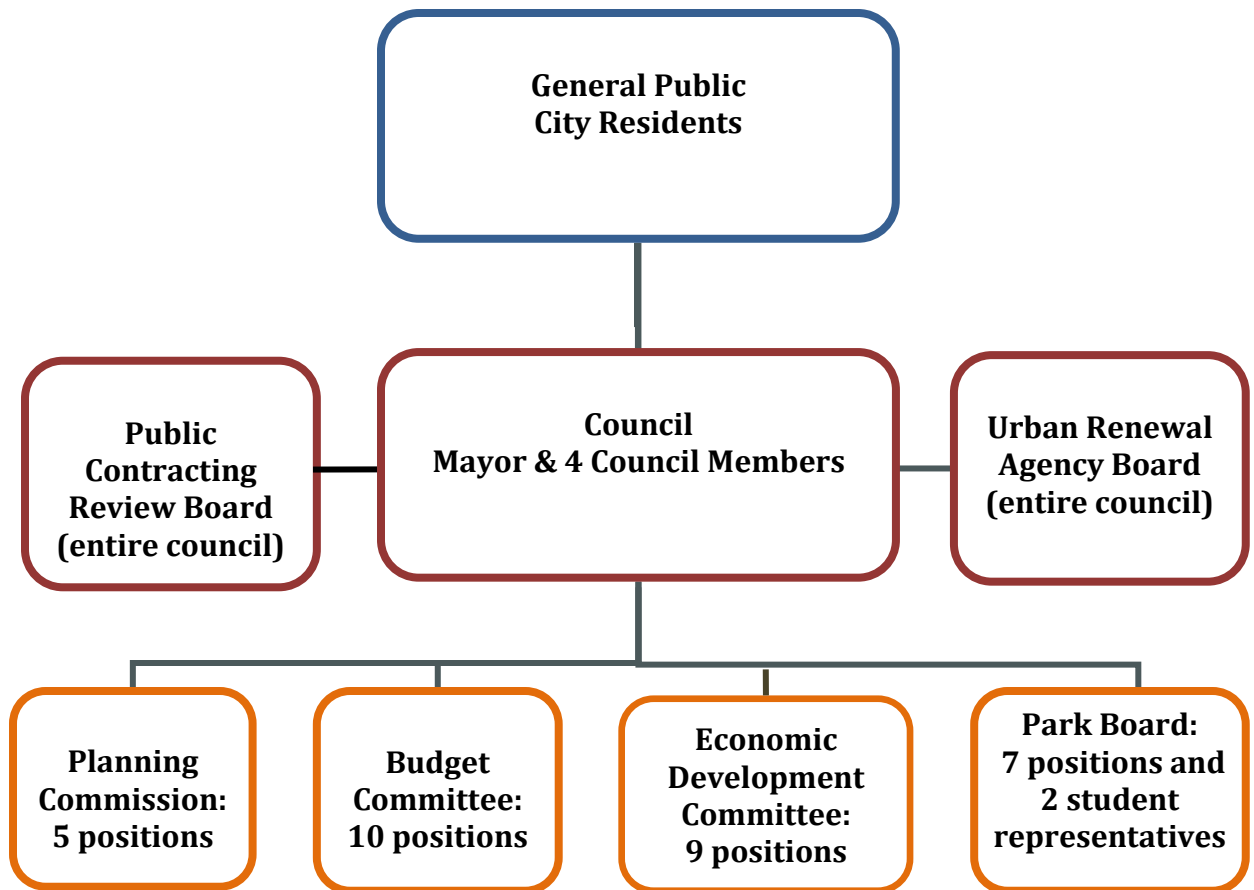 General Public
City Residents
Public
Contracting
Review Board
(entire council)
Council
Mayor & 4 Council Members
Urban Renewal
Agency Board
(entire council)
Planning
Commission:
5 positions
Budget
Committee:
10 positions
Economic
Development
Committee:
9 positions
Park Board:
7 positions and
2 student
representatives